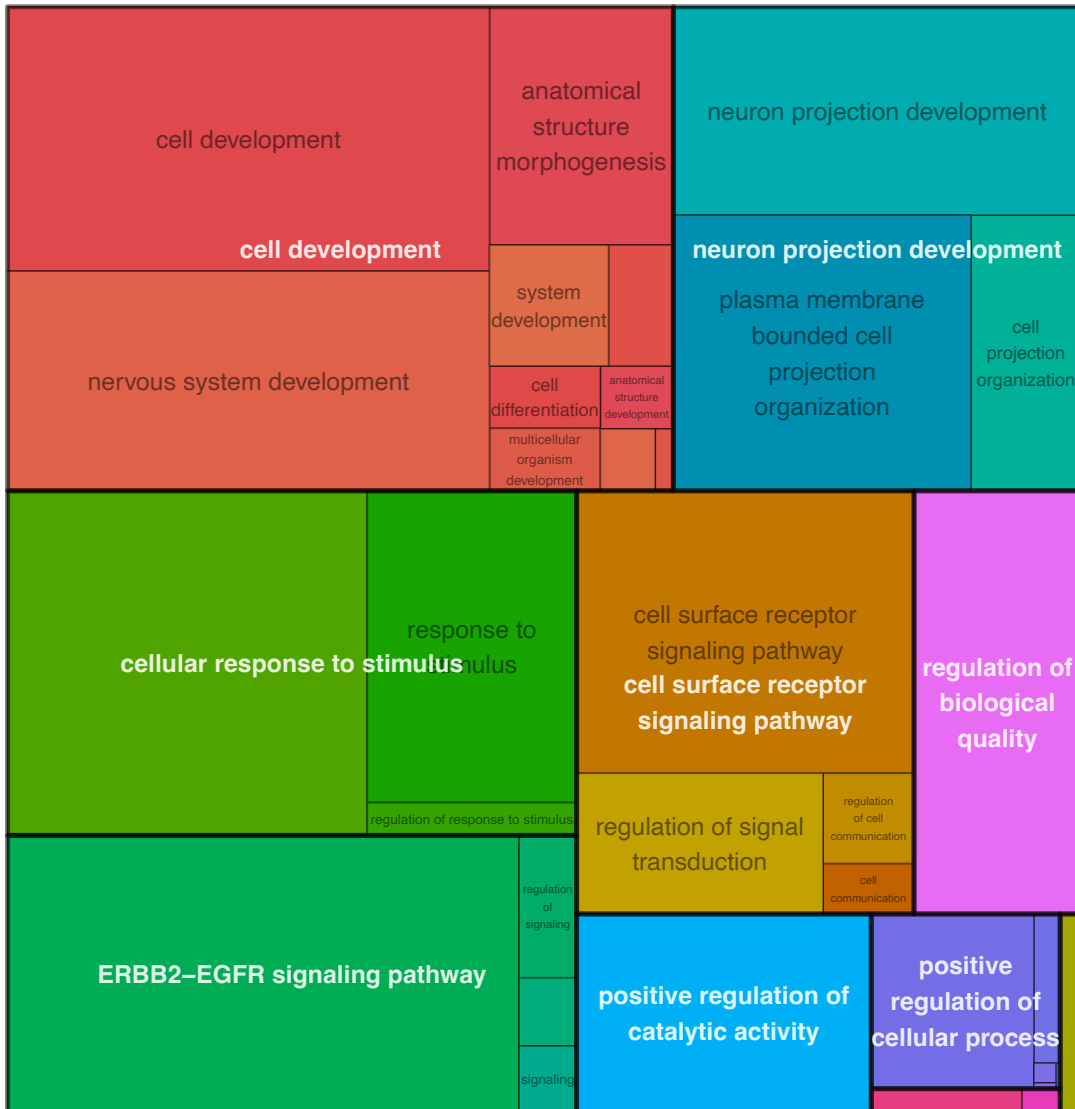 cell development
anatomical
structure
morphogenesis
neuron projection development
cell development
neuron projection development
nervous system development
system
development
cell
differentiation
anatomical
structure
development
multicellular
organism
development
plasma membrane
bounded cell
projection
organization
cell
projection
organization
cellular response to stimulus
response to
stimulus
regulation of response to stimulus
cell surface receptor
signaling pathway
cell surface receptor
signaling pathway
regulation of signal
transduction
regulation
of cell
communication
cell
communication
regulation of
biological
quality
ERBB2−EGFR signaling pathway
regulation
of
signaling
signaling
positive regulation of
catalytic activity
positive
regulation of
cellular process